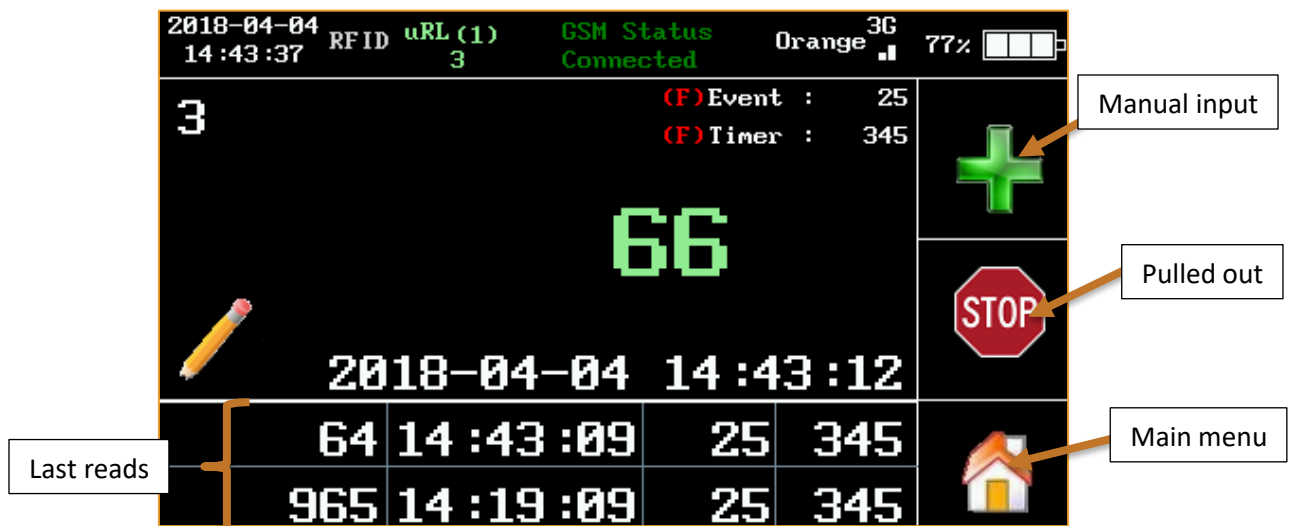 2018-04-04 RFID uRL(1) GSM Status Orange 3G 77%
14:43:37 3 Connected
3 (F)Event : 25
(F)Timer : 345
Manual input
66
Pulled out
STOP
2018-04-04 14:43:12
64 14:43:09 25 345
Main menu
Last reads
965 14:19:09 25 345